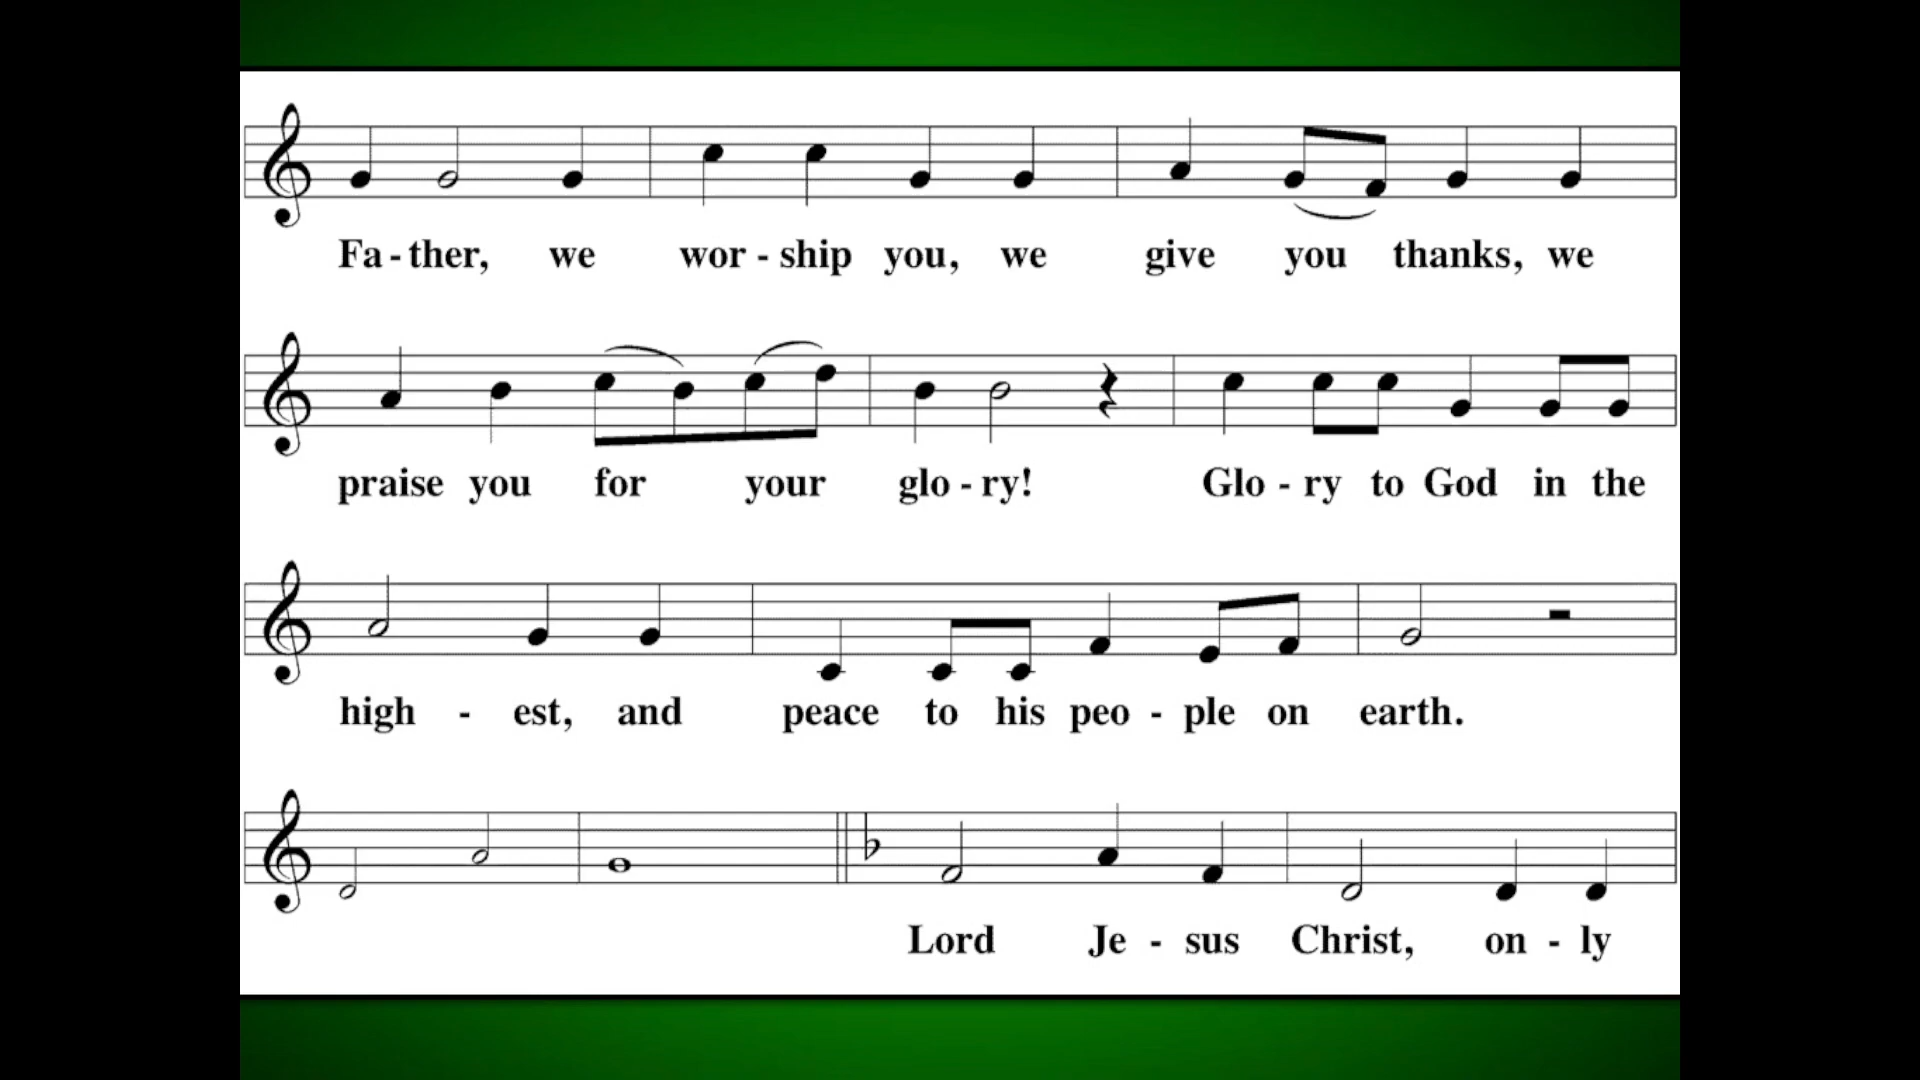 Fa - ther, we wor - ship you, we give you thanks, we
praise you for your glo - ry! Glo - ry to God in the
high - est, and peace to his peo - ple on earth.
Lord Je - sus Christ, on - ly